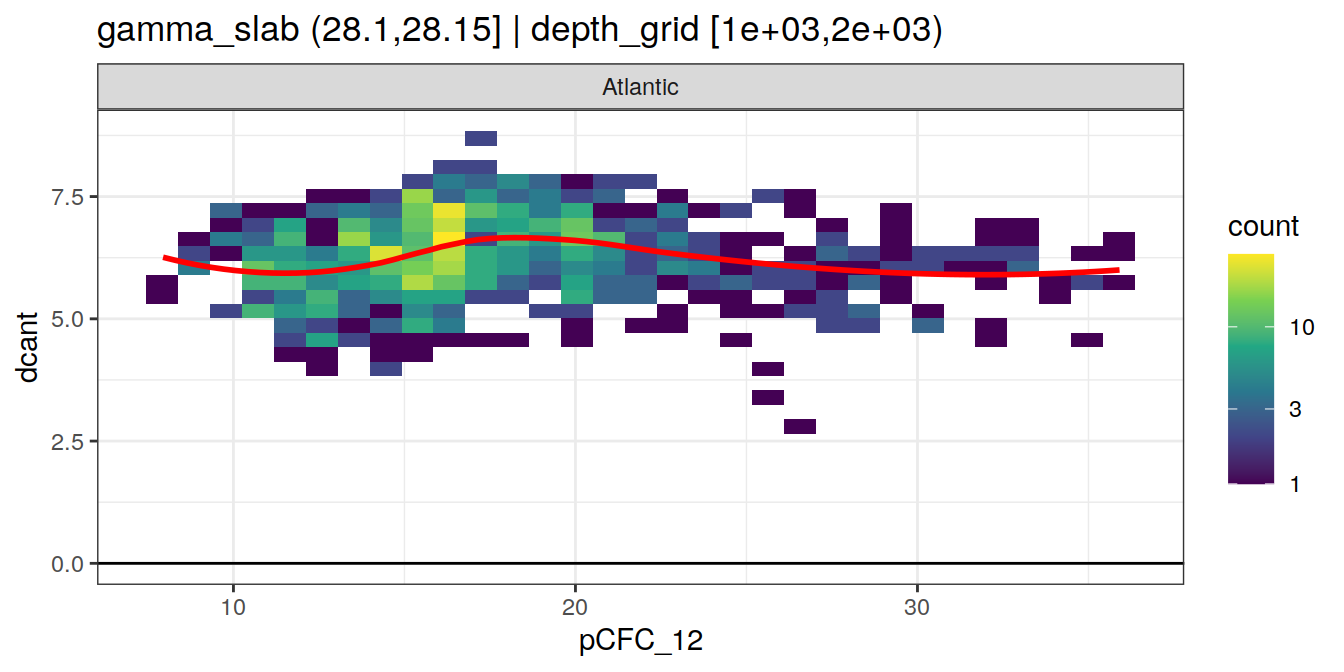 gamma_slab (28.1,28.15] | depth_grid [1e+03,2e+03)
Atlantic
7.5
5.0
2.5
0.0
dcant
10
20
30
pCFC_12
count
10
3
1